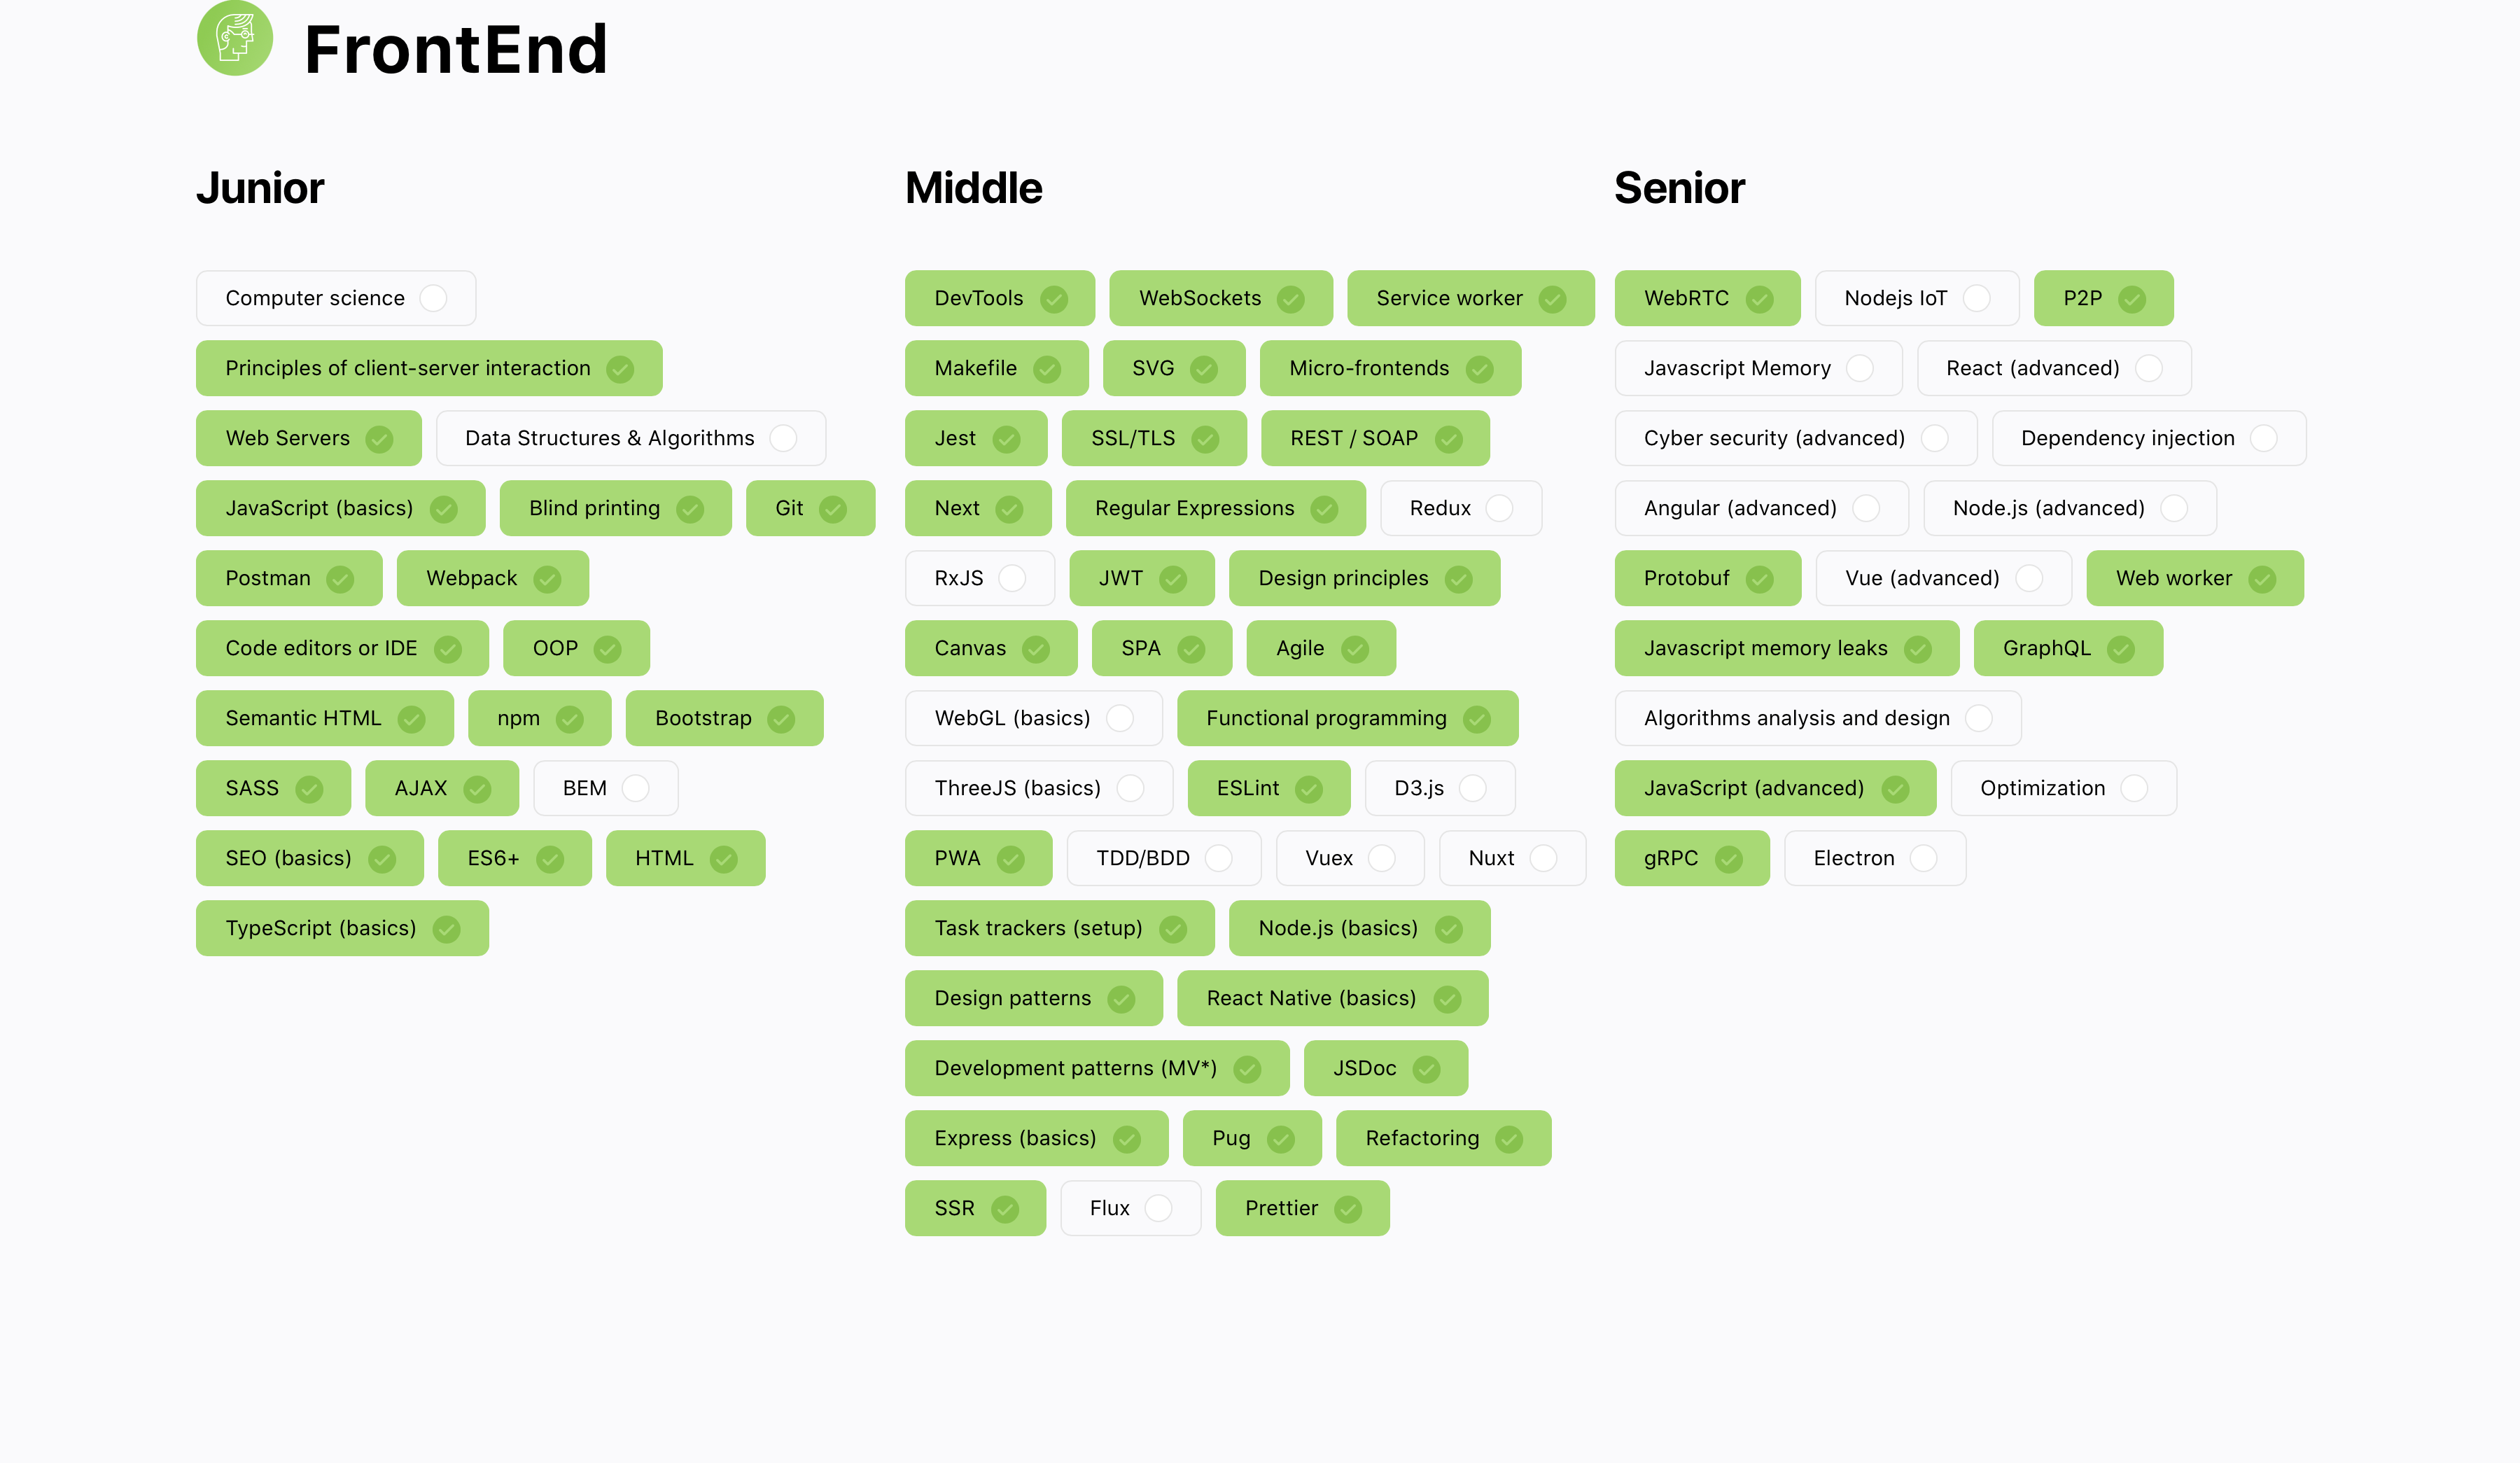 FrontEnd
Junior
Computer science
Principles of client-server interaction
Web Servers Data Structures & Algorithms
JavaScript (basics) Blind printing Git
Postman Webpack
Code editors or IDE OOP
Semantic HTML npm Bootstrap
SASS AJAX BEM
SEO (basics) ES6+ HTML
TypeScript (basics)
Middle
DevTools WebSockets Service worker
Makefile SVG Micro-frontends
Jest SSL/TLS REST / SOAP
Next Regular Expressions Redux
RxJS JWT Design principles
Canvas SPA Agile
WebGL (basics) Functional programming
ThreeJS (basics) ESLint D3.js
PWA TDD/BDD Vuex Nuxt
Task trackers (setup) Node.js (basics)
Design patterns React Native (basics)
Development patterns (MV*) JSDoc
Express (basics) Pug Refactoring
SSR Flux Prettier
Senior
WebRTC Nodejs IoT P2P
Javascript Memory React (advanced)
Cyber security (advanced) Dependency injection
Angular (advanced) Node.js (advanced)
Protobuf Vue (advanced) Web worker
Javascript memory leaks GraphQL
Algorithms analysis and design
JavaScript (advanced) Optimization
gRPC Electron